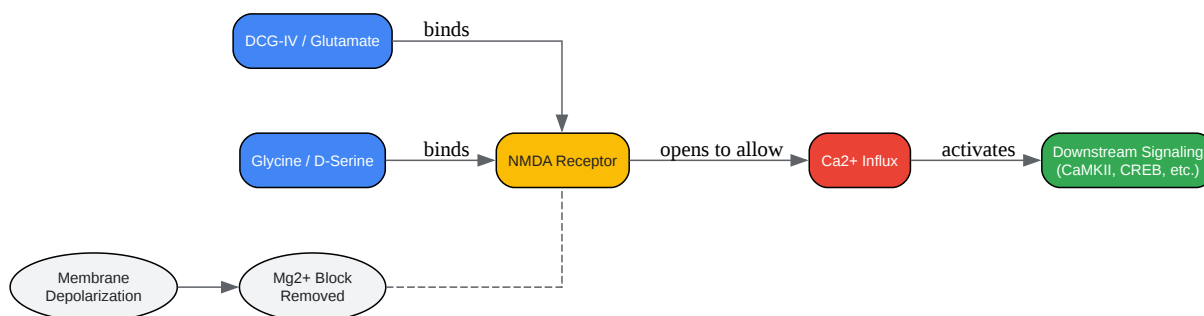 DCG-IV / Glutamate
binds
Glycine / D-Serine
binds
NMDA Receptor
opens to allow
Ca2+ Influx
activates
Downstream Signaling
(CaMKII, CREB, etc.)
Membrane
Depolarization
Mg2+ Block
Removed